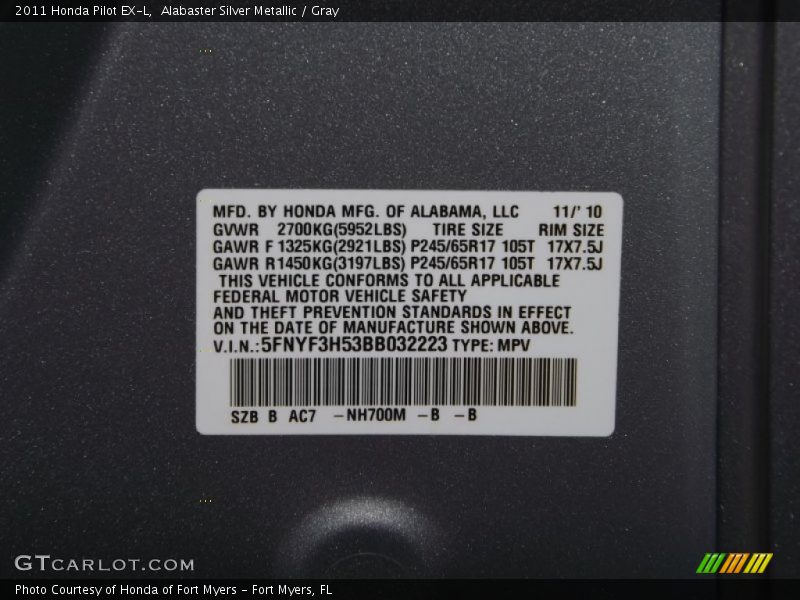 2011 Honda Pilot EX-L, Alabaster Silver Metallic / Gray
MFD. BY HONDA MFG. OF ALABAMA, LLC 11/' 10
GVWR 2700KG(5952LBS) TIRE SIZE RIM SIZE
GAWR F 1325KG(2921LBS) P245/65R17 105T 17X7.5J
GAWR R1450KG(3197LBS) P245/65R17 105T 17X7.5J
THIS VEHICLE CONFORMS TO ALL APPLICABLE
FEDERAL MOTOR VEHICLE SAFETY
AND THEFT PREVENTION STANDARDS IN EFFECT
ON THE DATE OF MANUFACTURE SHOWN ABOVE.
V.I.N.:5FNYF3H53BB032223 TYPE: MPV
SZB B AC7 -NH700M -B -B
GTCARLOT.COM
Photo Courtesy of Honda of Fort Myers - Fort Myers, FL